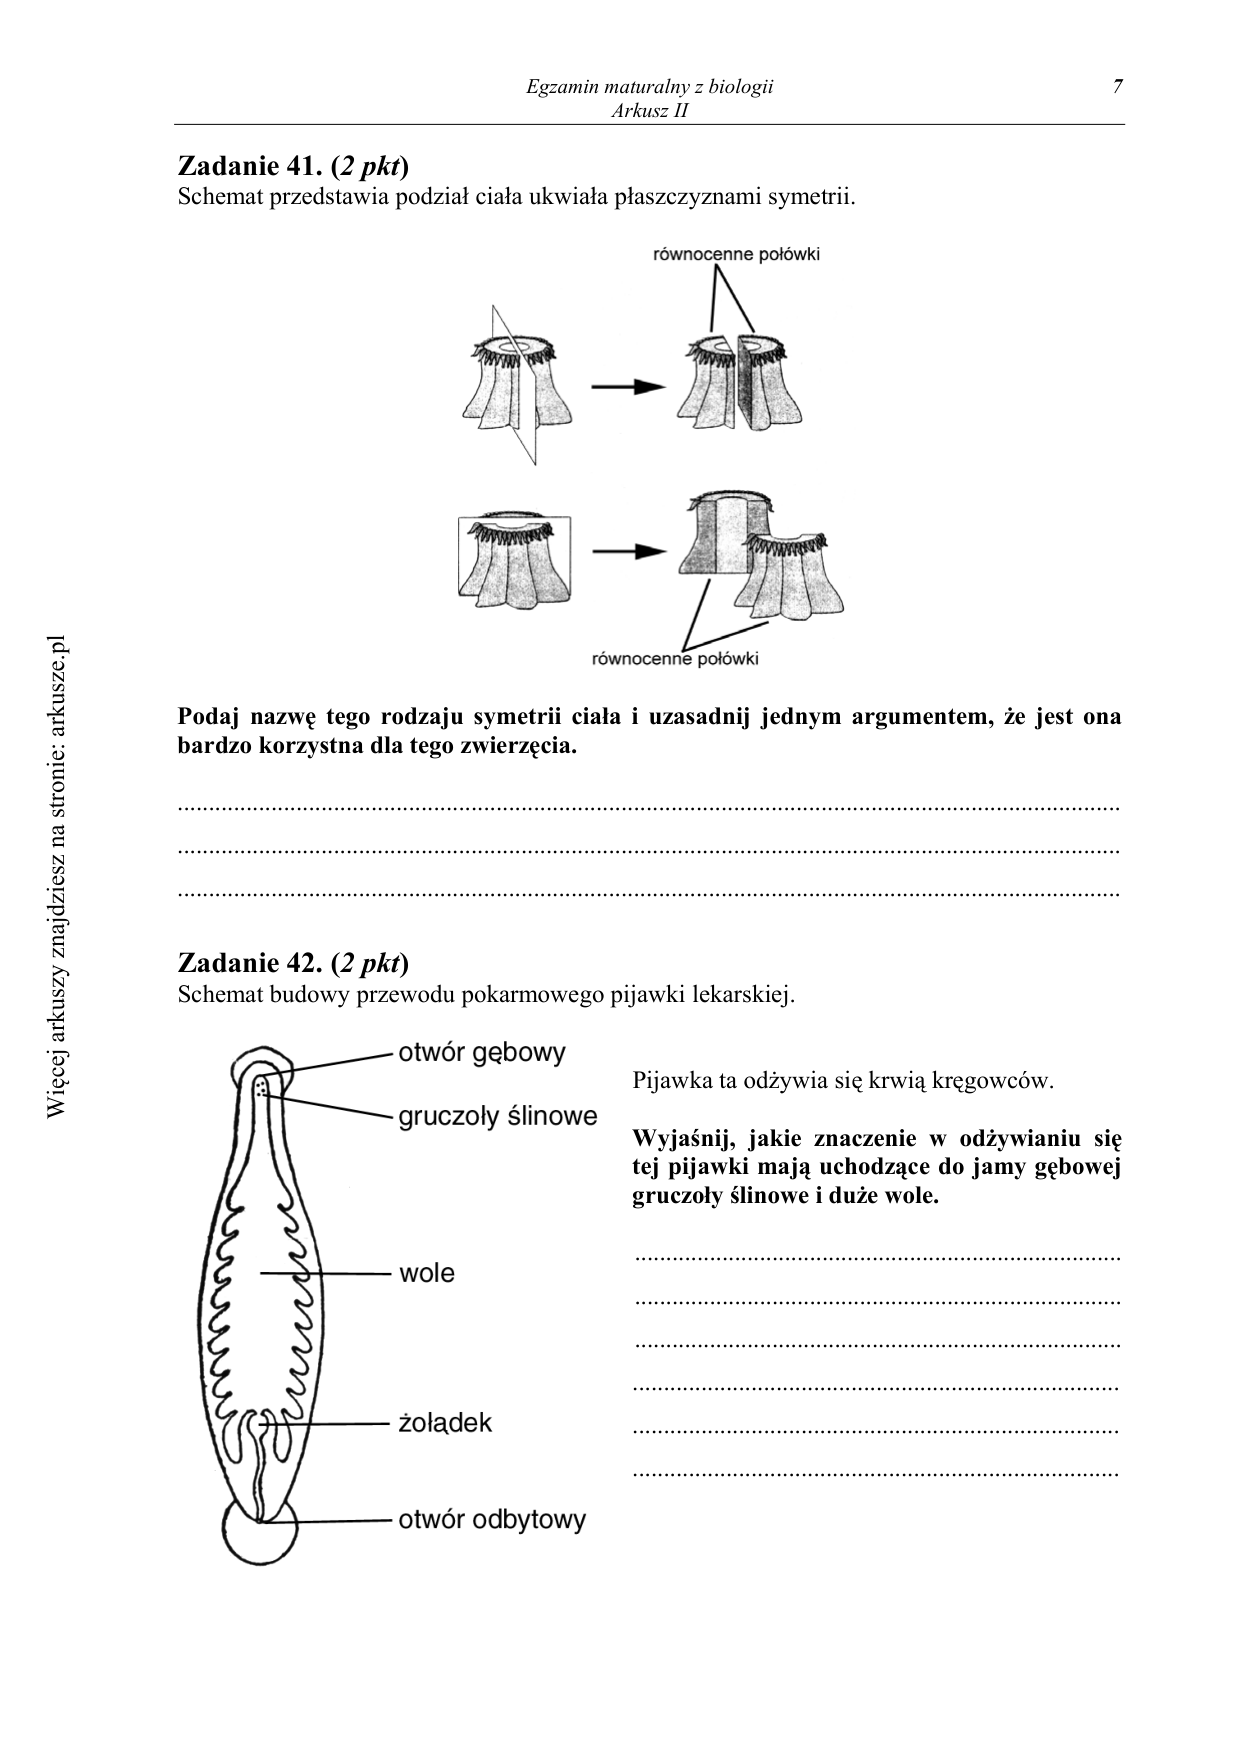 Egzamin maturalny z biologii
7
Arkusz II
Zadanie 41. (2 pkt)
Schemat przedstawia podział ciała ukwiała płaszczyznami symetrii.
równocenne połówki
równocenne połówki
Podaj nazwę tego rodzaju symetrii ciała i uzasadnij jednym argumentem, że jest ona
bardzo korzystna dla tego zwierzęcia.
Zadanie 42. (2 pkt)
Schemat budowy przewodu pokarmowego pijawki lekarskiej.
otwór gębowy
gruczoły ślinowe
wole
żołądek
otwór odbytowy
Pijawka ta odżywia się krwią kręgowców.
Wyjaśnij, jakie znaczenie w odżywianiu się
tej pijawki mają uchodzące do jamy gębowej
gruczoły ślinowe i duże wole.
Więcej arkuszy znajdziesz na stronie: arkusze.pl